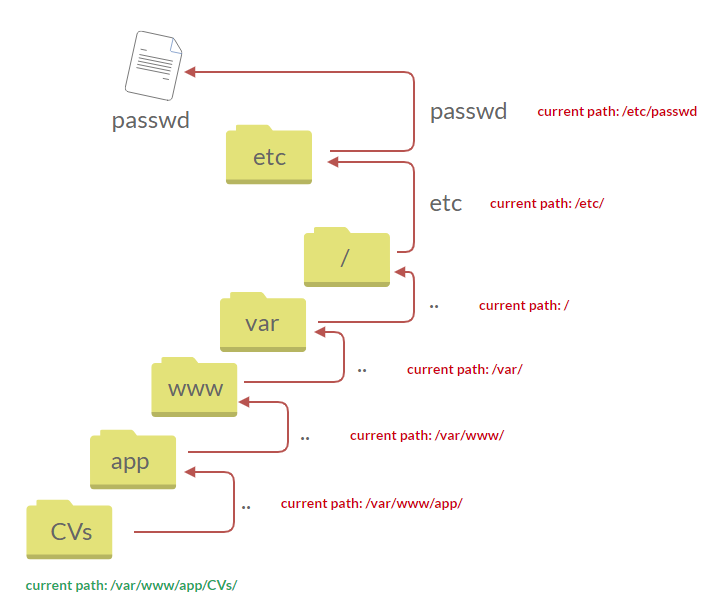 passwd
passwd current path: /etc/passwd
etc
etc current path: /etc/
/
.. current path: /
var
.. current path: /var/
www
.. current path: /var/www/
app
.. current path: /var/www/app/
CVs
current path: /var/www/app/CVs/